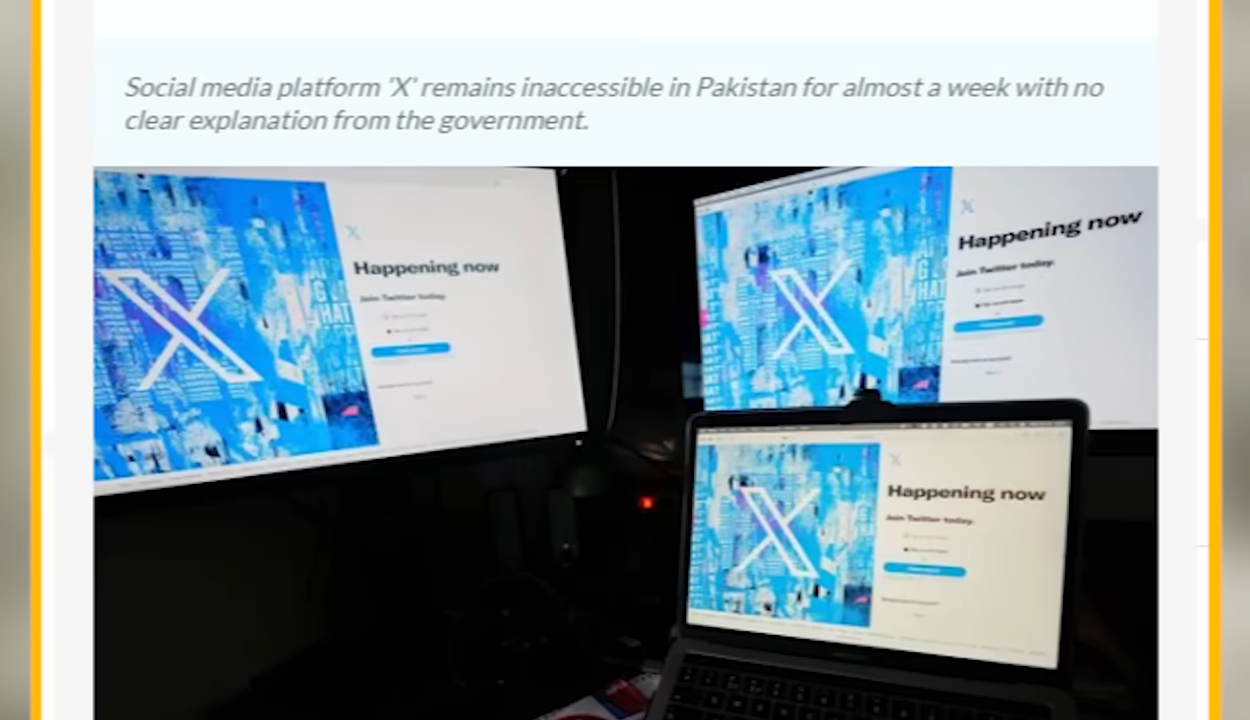 Social media platform 'X' remains inaccessible in Pakistan for almost a week with no
clear explanation from the government.
Happening now
Join Twitter today.
Happening now
Join Twitter today.
Happening now
Join Twitter today.